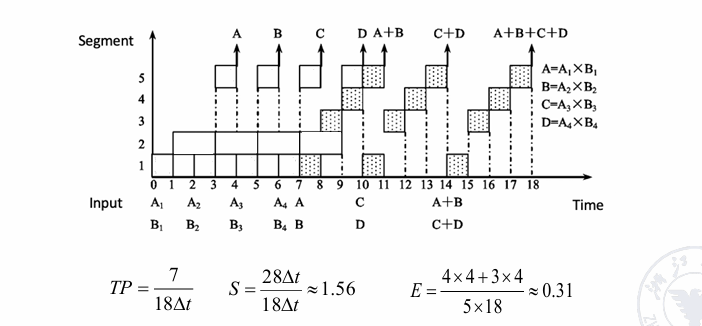 A B C D A+B C+D A+B+C+D
Segment
5
4
3
2
1
A=A₁×B₁
B=A₂×B₂
C=A₃×B₃
D=A₄×B₄
0 1 2 3 4 5 6 7 8 9 10 11 12 13 14 15 16 17 18
Input A₁ A₂ A₃ A₄ A C A+B Time
B₁ B₂ B₃ B₄ B D C+D
TP = 7/18Δt S = 28Δt/18Δt ≈ 1.56 E = 4×4+3×4/5×18 ≈ 0.31